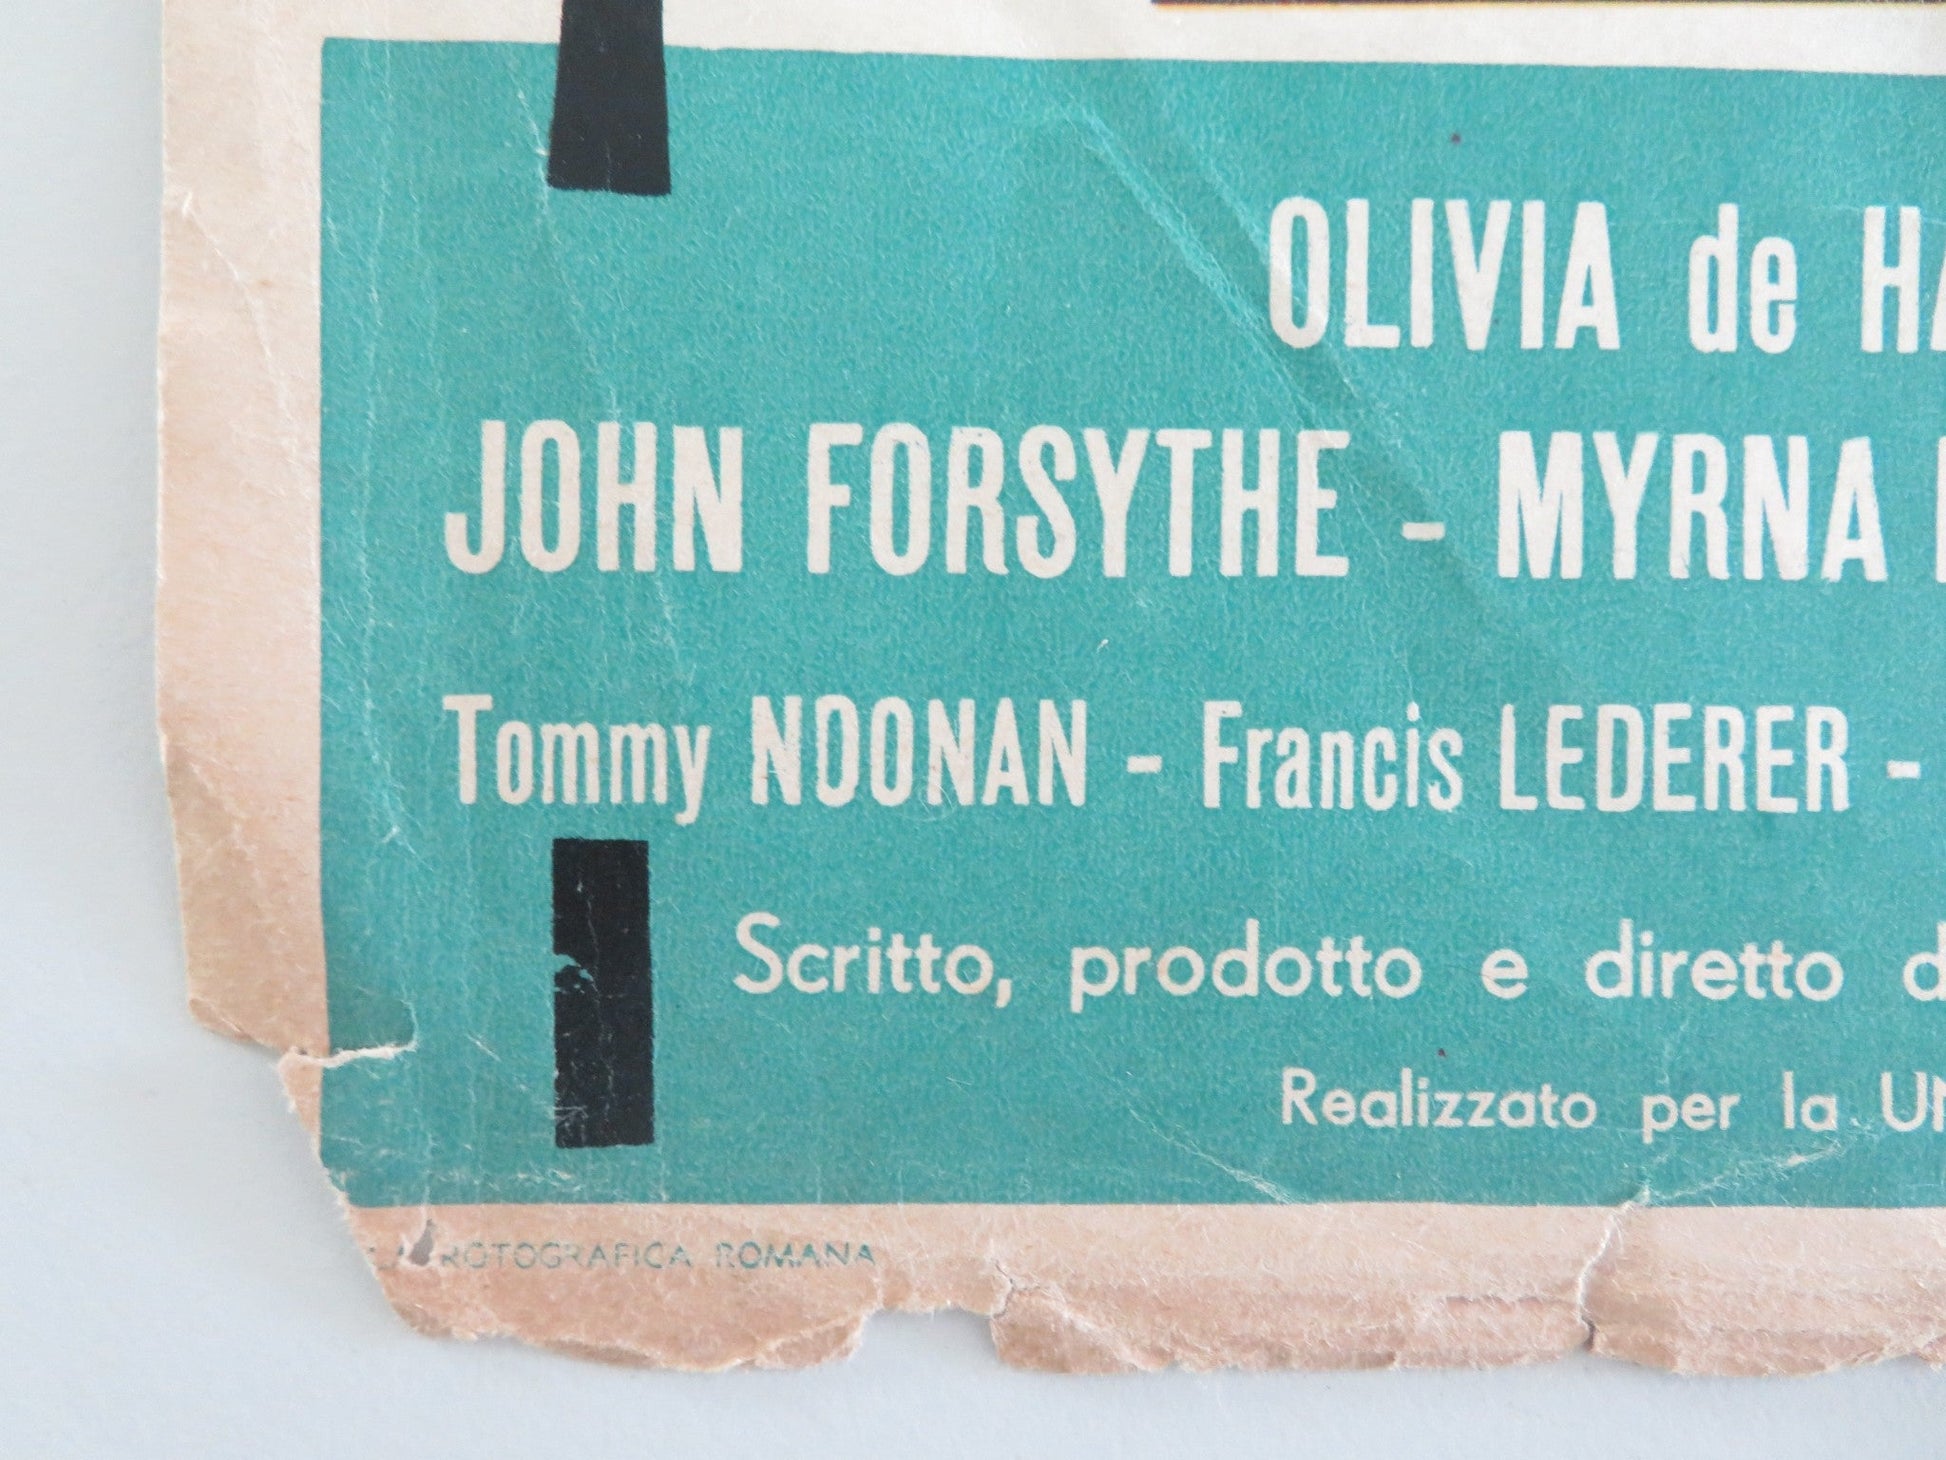 OLIVIA de HA
JOHN FORSYTHE - MYRNA
Tommy NOONAN - Francis LEDERER -
Scritto, prodotto e diretto d
Realizzato per la UN
ROTOGRAFICA ROMANA